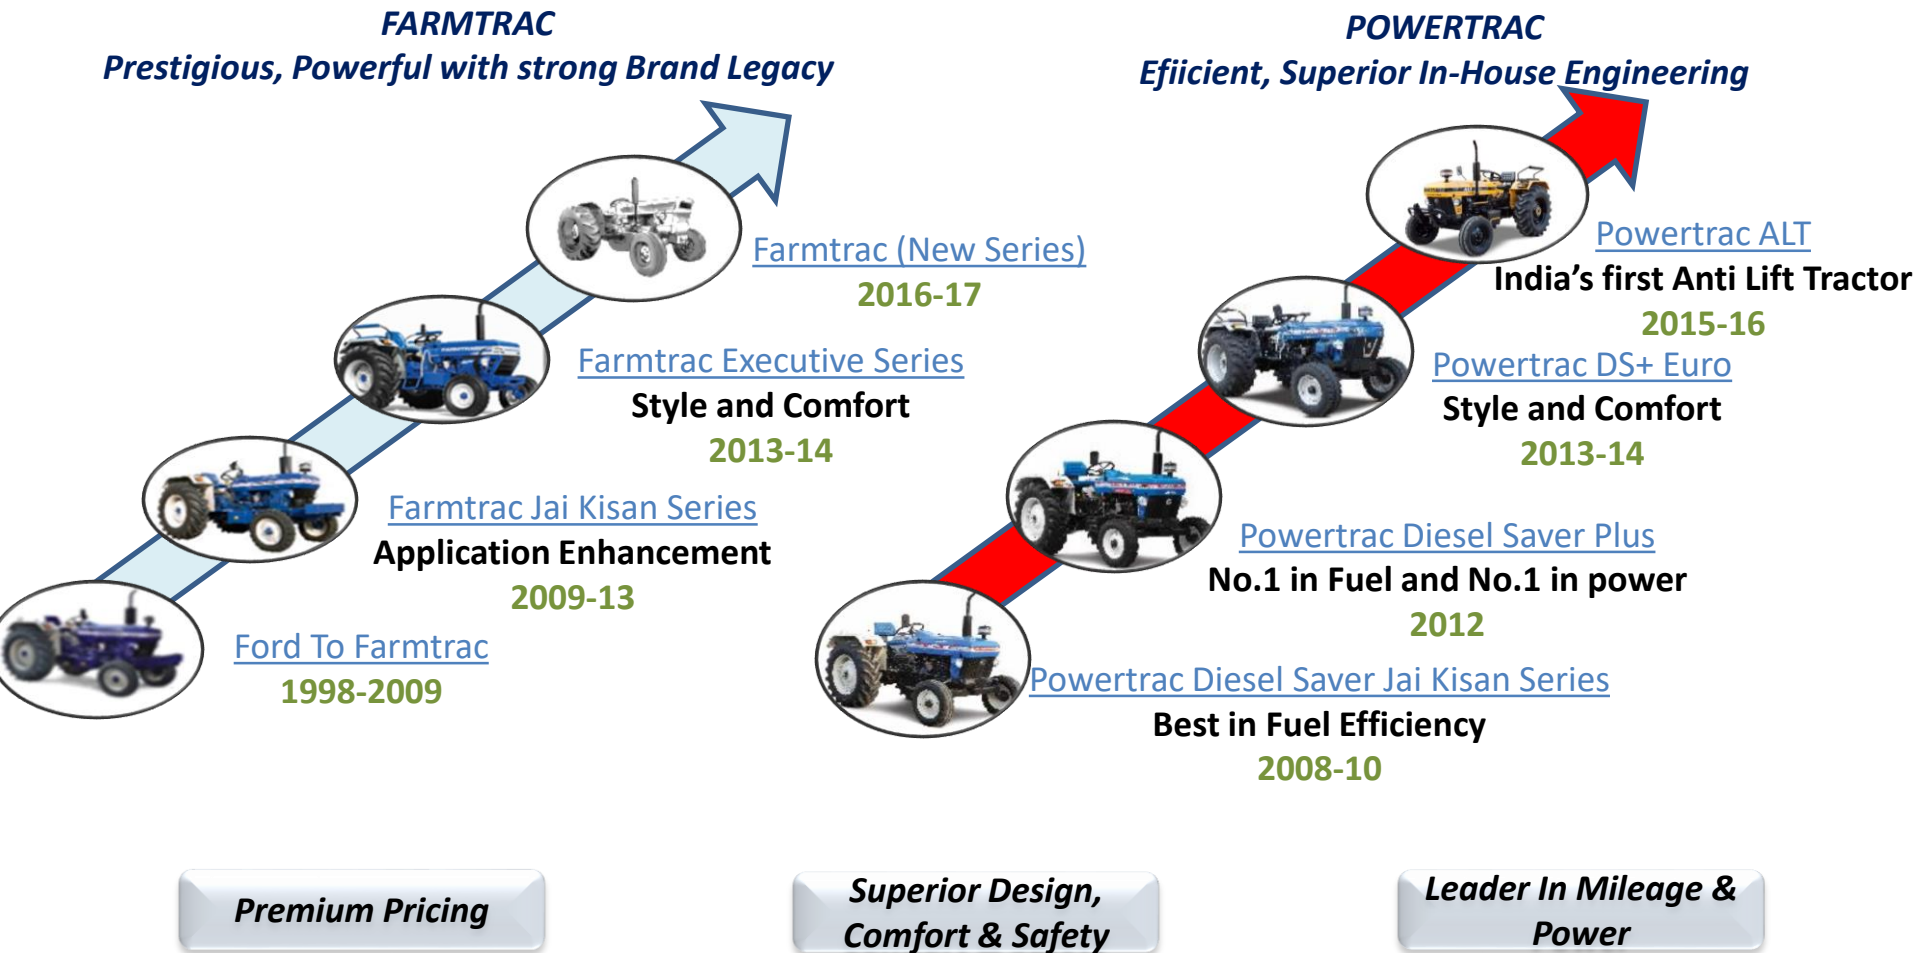 FARMTRAC
Prestigious, Powerful with strong Brand Legacy
Farmtrac (New Series)
2016-17
Farmtrac Executive Series
Style and Comfort
2013-14
Farmtrac Jai Kisan Series
Application Enhancement
2009-13
Ford To Farmtrac
1998-2009
POWERTRAC
Efiicient, Superior In-House Engineering
Powertrac ALT
India’s first Anti Lift Tractor
2015-16
Powertrac DS+ Euro
Style and Comfort
2013-14
Powertrac Diesel Saver Plus
No.1 in Fuel and No.1 in power
2012
Powertrac Diesel Saver Jai Kisan Series
Best in Fuel Efficiency
2008-10
Premium Pricing
Superior Design,
Comfort & Safety
Leader In Mileage &
Power